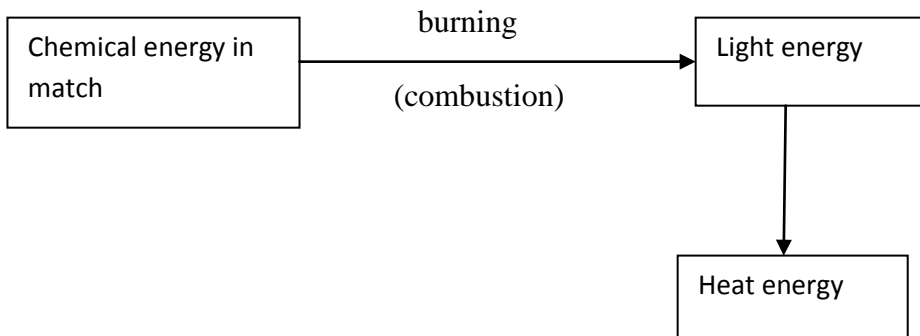 burning
Chemical energy in
match
(combustion)
Light energy
Heat energy